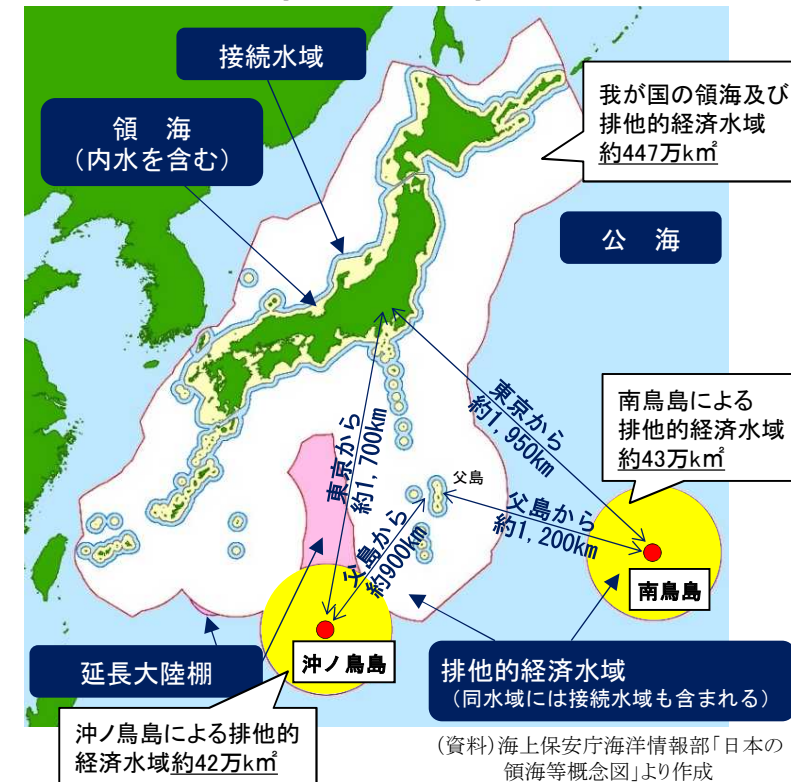 接続水域
領　海
（内水を含む）
我が国の領海及び
排他的経済水域
約447万km²
公　海
南鳥島による
排他的経済水域
約43万km²
東京から
約1,950km
東京から
約1,700km
父島
父島から
約1,200km
父島から
約900km
南鳥島
沖ノ鳥島
延長大陸棚
排他的経済水域
（同水域には接続水域も含まれる）
沖ノ鳥島による排他的
経済水域約42万km²
(資料)海上保安庁海洋情報部「日本の
領海等概念図」より作成